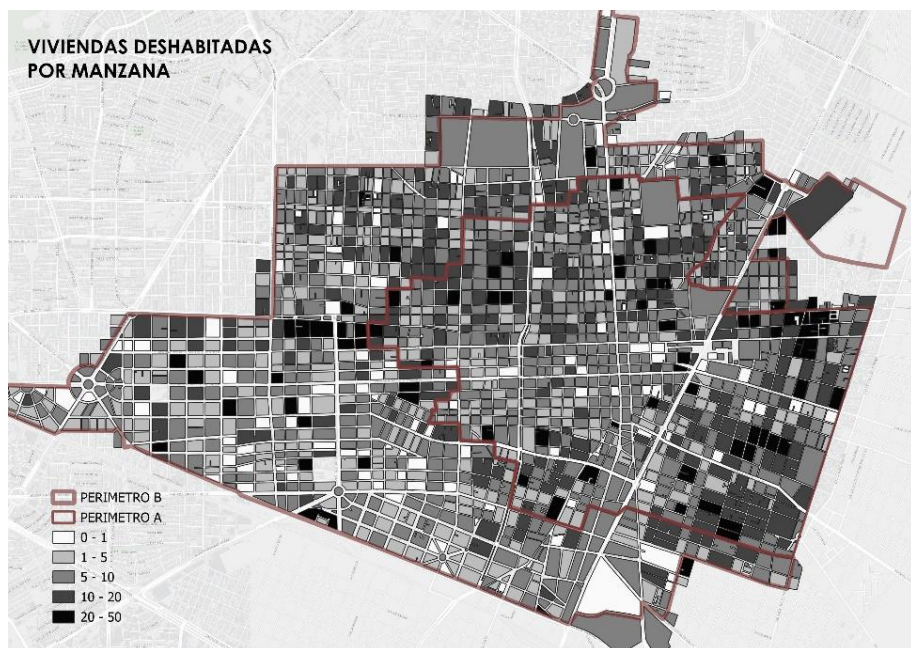 VIVIENDAS DESHABITADAS
POR MANZANA
PERIMETRO B
PERIMETRO A
0 - 1
1 - 5
5 - 10
10 - 20
20 - 50